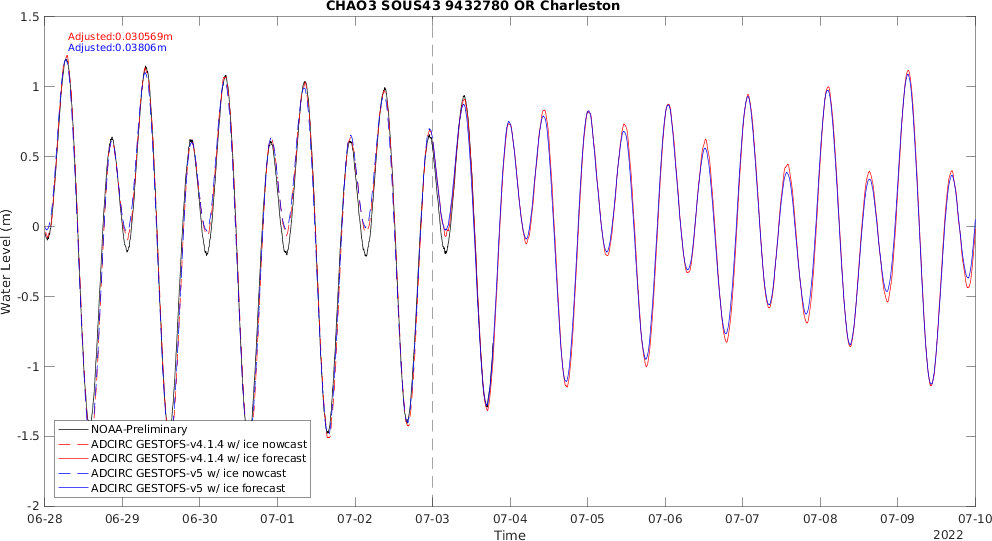 CHAO3 SOUS43 9432780 OR Charleston
1.5
Adjusted:0.030569m
Adjusted:0.03806m
1
0.5
0
-0.5
-1
-1.5
-2
Water Level (m)
NOAA-Preliminary
ADCIRC GESTOFS-v4.1.4 w/ ice nowcast
ADCIRC GESTOFS-v4.1.4 w/ ice forecast
ADCIRC GESTOFS-v5 w/ ice nowcast
ADCIRC GESTOFS-v5 w/ ice forecast
06-28 06-29 06-30 07-01 07-02 07-03 07-04 07-05 07-06 07-07 07-08 07-09 07-10
Time
2022